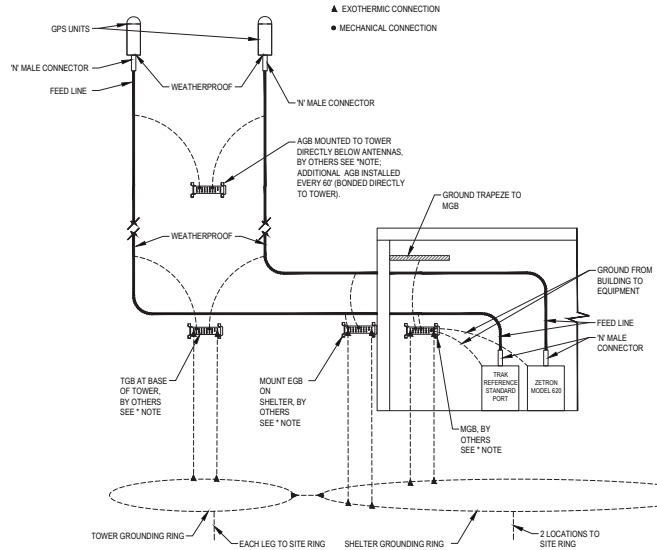 EXOTHERMIC CONNECTION
MECHANICAL CONNECTION
GPS UNITS
'N' MALE CONNECTOR
FEED LINE
WEATHERPROOF
'N' MALE CONNECTOR
AGB MOUNTED TO TOWER
DIRECTLY BELOW ANTENNAS,
BY OTHERS SEE *NOTE;
ADDITIONAL AGB INSTALLED
EVERY 60' (BONDED DIRECTLY
TO TOWER).
GROUND TRAPEZE TO
MGB
WEATHERPROOF
GROUND FROM
BUILDING TO
EQUIPMENT
FEED LINE
'N' MALE
CONNECTOR
TGB AT BASE
OF TOWER,
BY OTHERS
SEE * NOTE
MOUNT EGB
ON
SHELTER, BY
OTHERS
SEE * NOTE
MGB, BY
OTHERS
SEE * NOTE
TRAK
REFERENCE
STANDARD
PORT
ZETRON
MODEL 620
TOWER GROUNDING RING
EACH LEG TO SITE RING
SHELTER GROUNDING RING
2 LOCATIONS TO
SITE RING